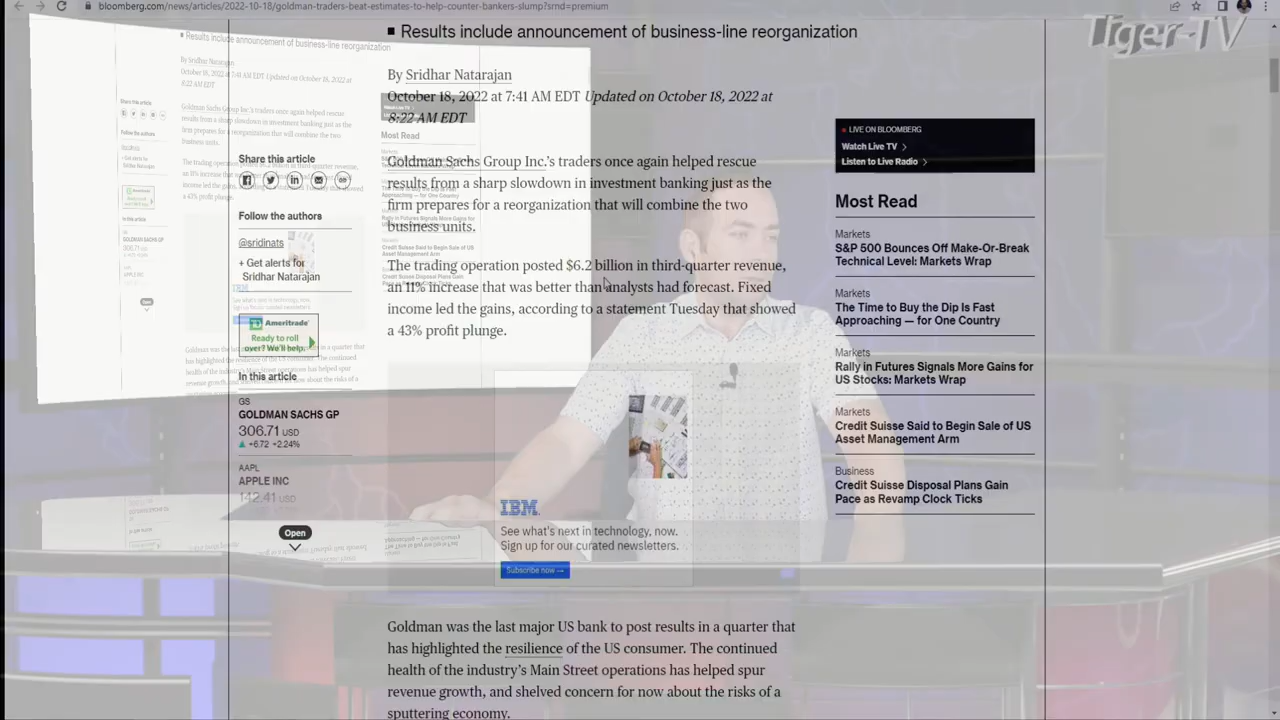 bloomberg.com/news/articles/2022-10-18/goldman-traders-beat-estimates-to-help-counter-bankers-slump?srnd=premium
Tiger-TV
Results include announcement of business-line reorganization
By Sridhar Natarajan
October 18, 2022 at 7:41 AM EDT Updated on October 18, 2022 at
8:22 AM EDT
Share this article
Follow the authors
@sridinats
+ Get alerts for
Sridhar Natarajan
Ameritrade
Ready to roll
over? We'll help.
In this article
GS
GOLDMAN SACHS GP
306.71 USD
+6.72 +2.24%
AAPL
APPLE INC
142.41 USD
Open
Goldman Sachs Group Inc.’s traders once again helped rescue
results from a sharp slowdown in investment banking just as the
firm prepares for a reorganization that will combine the two
business units.
The trading operation posted $6.2 billion in third-quarter revenue,
an 11% increase that was better than analysts had forecast. Fixed
income led the gains, according to a statement Tuesday that showed
a 43% profit plunge.
IBM
See what's next in technology, now.
Sign up for our curated newsletters.
Subscribe now →
Goldman was the last major US bank to post results in a quarter that
has highlighted the resilience of the US consumer. The continued
health of the industry’s Main Street operations has helped spur
revenue growth, and shelved concern for now about the risks of a
sputtering economy.
LIVE ON BLOOMBERG
Watch Live TV
Listen to Live Radio
Most Read
Markets
S&P 500 Bounces Off Make-Or-Break
Technical Level: Markets Wrap
Markets
The Time to Buy the Dip Is Fast
Approaching — for One Country
Markets
Rally in Futures Signals More Gains for
US Stocks: Markets Wrap
Markets
Credit Suisse Said to Begin Sale of US
Asset Management Arm
Business
Credit Suisse Disposal Plans Gain
Pace as Revamp Clock Ticks